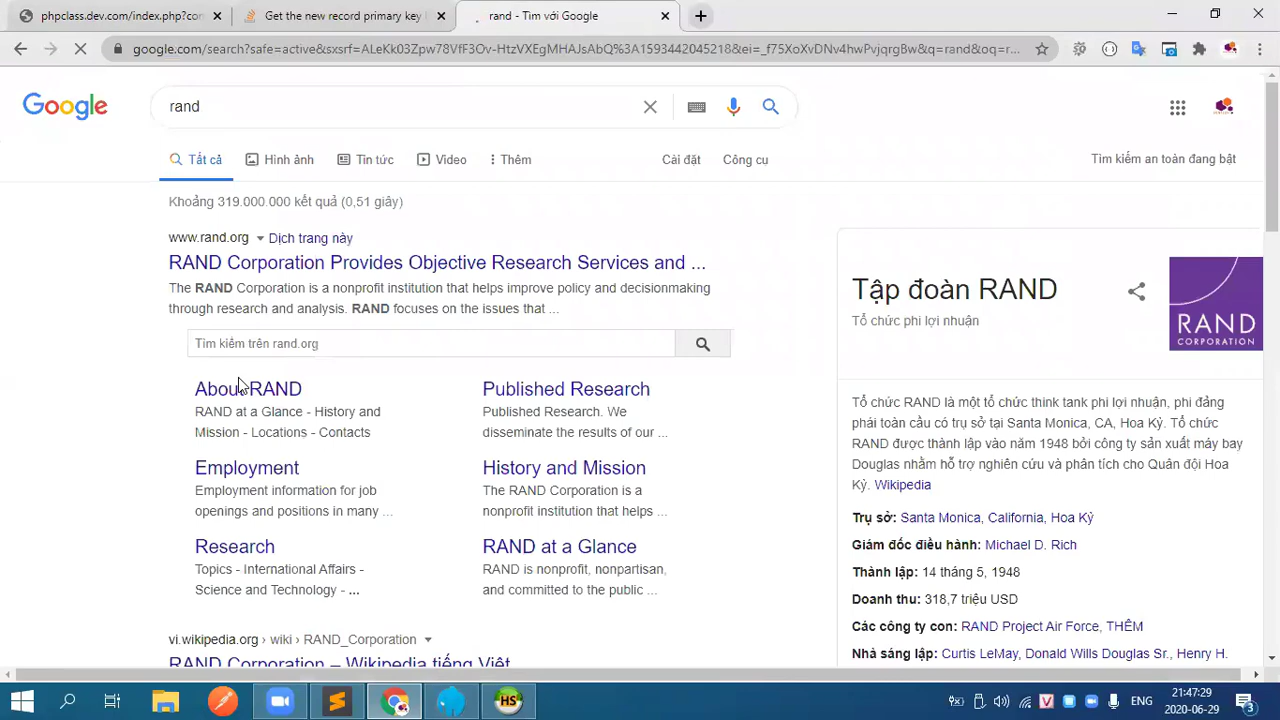 phpclass.dev.com/index.php?con
Get the new record primary key I
rand - Tìm với Google
google.com/search?safe=active&sxsrf=ALeKk03Zpw78VfF3Ov-HtzVXEgMHAJsAbQ%3A1593442045218&ei=_f75XoXvDNv4hwPvjqrgBw&q=rand&oq=r...
Google
rand
Tất cả
Hình ảnh
Tin tức
Video
Thêm
Cài đặt
Công cụ
Tìm kiếm an toàn đang bật
Khoảng 319.000.000 kết quả (0,51 giây)
www.rand.org
Dịch trang này
RAND Corporation Provides Objective Research Services and ...
The RAND Corporation is a nonprofit institution that helps improve policy and decisionmaking
through research and analysis. RAND focuses on the issues that ...
Tìm kiếm trên rand.org
About RAND
RAND at a Glance - History and
Mission - Locations - Contacts
Published Research
Published Research. We
disseminate the results of our ...
Employment
Employment information for job
openings and positions in many ...
History and Mission
The RAND Corporation is a
nonprofit institution that helps ...
Research
Topics - International Affairs -
Science and Technology - ...
RAND at a Glance
RAND is nonprofit, nonpartisan,
and committed to the public ...
vi.wikipedia.org › wiki › RAND_Corporation
RAND Corporation – Wikipedia tiếng Việt
Tập đoàn RAND
Tổ chức phi lợi nhuận
RAND
CORPORATION
Tổ chức RAND là một tổ chức think tank phi lợi nhuận, phi đảng
phái toàn cầu có trụ sở tại Santa Monica, CA, Hoa Kỳ. Tổ chức
RAND được thành lập vào năm 1948 bởi công ty sản xuất máy bay
Douglas nhằm hỗ trợ nghiên cứu và phân tích cho Quân đội Hoa
Kỳ. Wikipedia
Trụ sở: Santa Monica, California, Hoa Kỳ
Giám đốc điều hành: Michael D. Rich
Thành lập: 14 tháng 5, 1948
Doanh thu: 318,7 triệu USD
Các công ty con: RAND Project Air Force, THÊM
Nhà sáng lập: Curtis LeMay, Donald Wills Douglas Sr., Henry H.
HS
V
ENG
21:47:29
2020-06-29
3